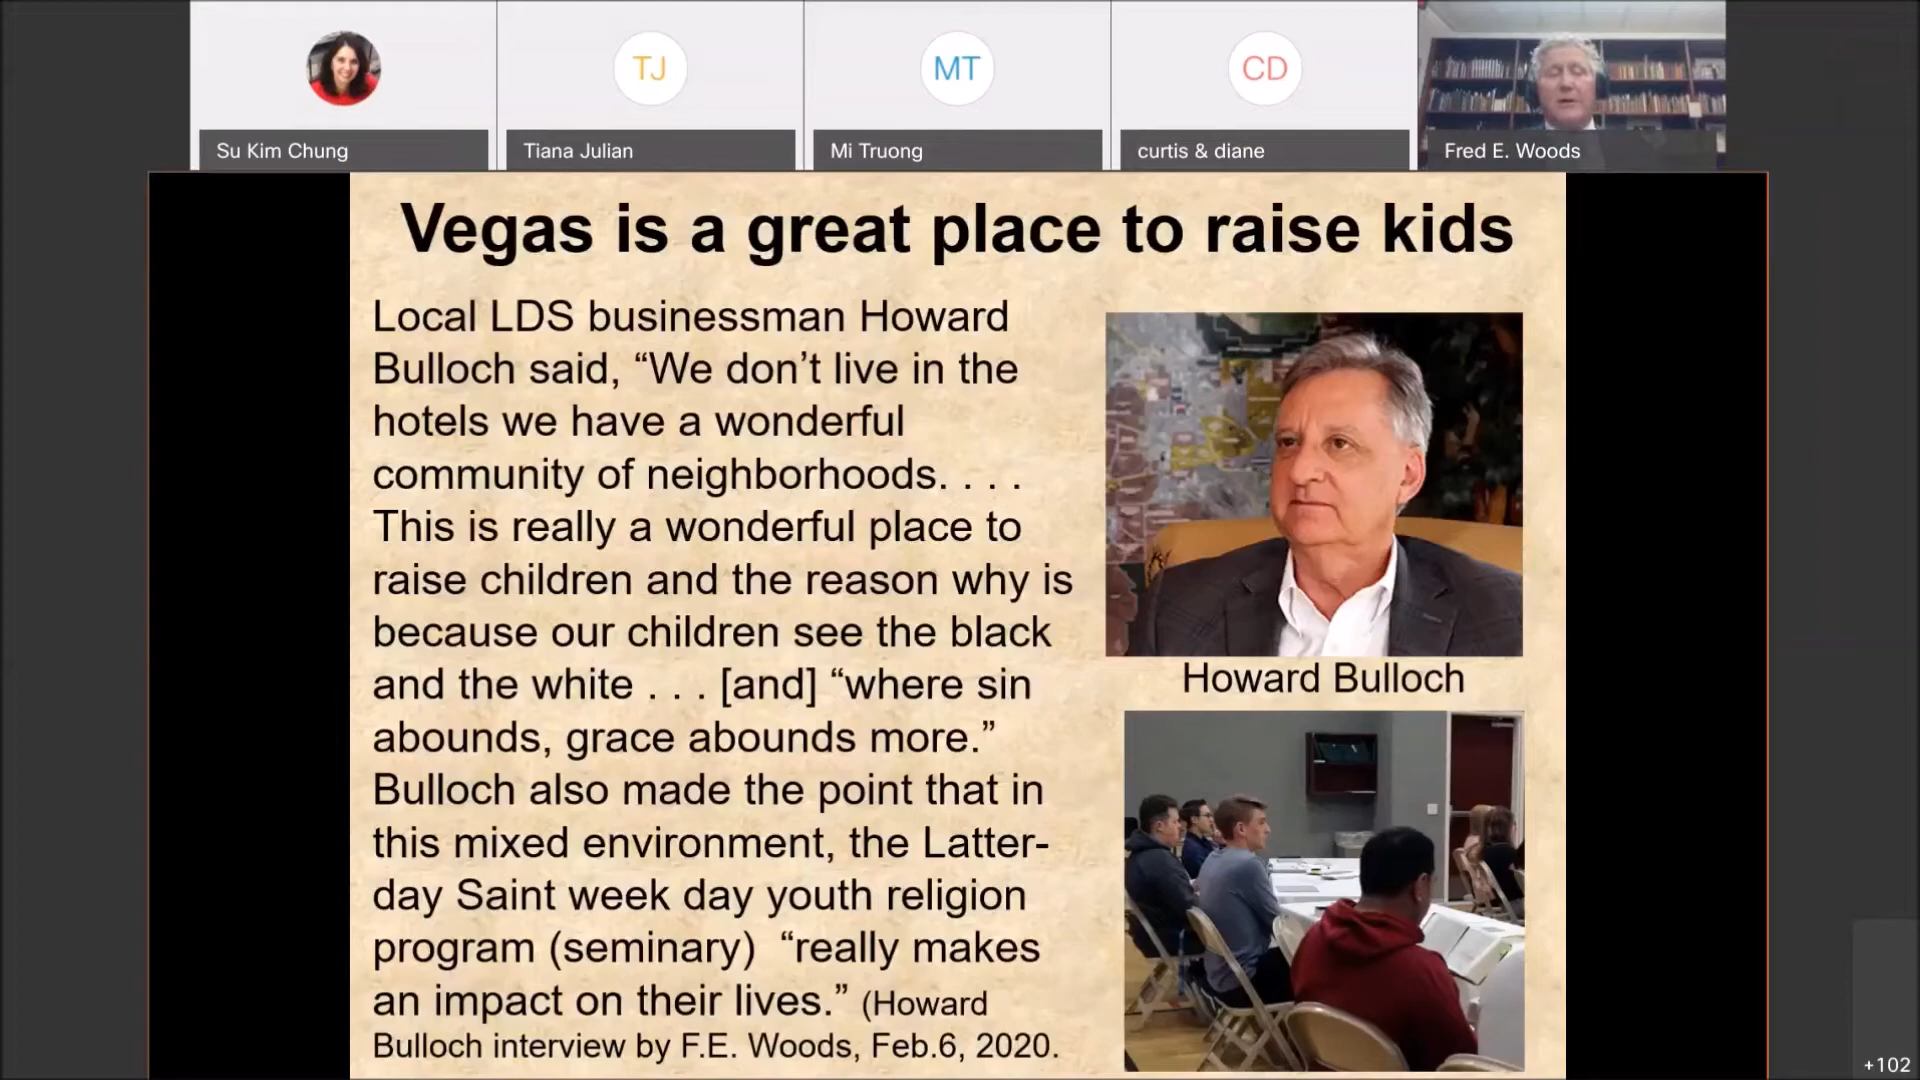 TJ
MT
CD
Su Kim Chung
Tiana Julian
Mi Truong
curtis & diane
Fred E. Woods
Vegas is a great place to raise kids
Local LDS businessman Howard
Bulloch said, “We don’t live in the
hotels we have a wonderful
community of neighborhoods. . . .
This is really a wonderful place to
raise children and the reason why is
because our children see the black
and the white . . . [and] “where sin
abounds, grace abounds more.”
Bulloch also made the point that in
this mixed environment, the Latter-
day Saint week day youth religion
program (seminary)  “really makes
an impact on their lives.” (Howard
Bulloch interview by F.E. Woods, Feb.6, 2020.
Howard Bulloch
+102